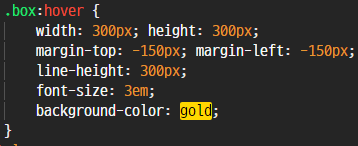 .box:hover {
width: 300px; height: 300px;
margin-top: -150px; margin-left: -150px;
line-height: 300px;
font-size: 3em;
background-color: gold;
}